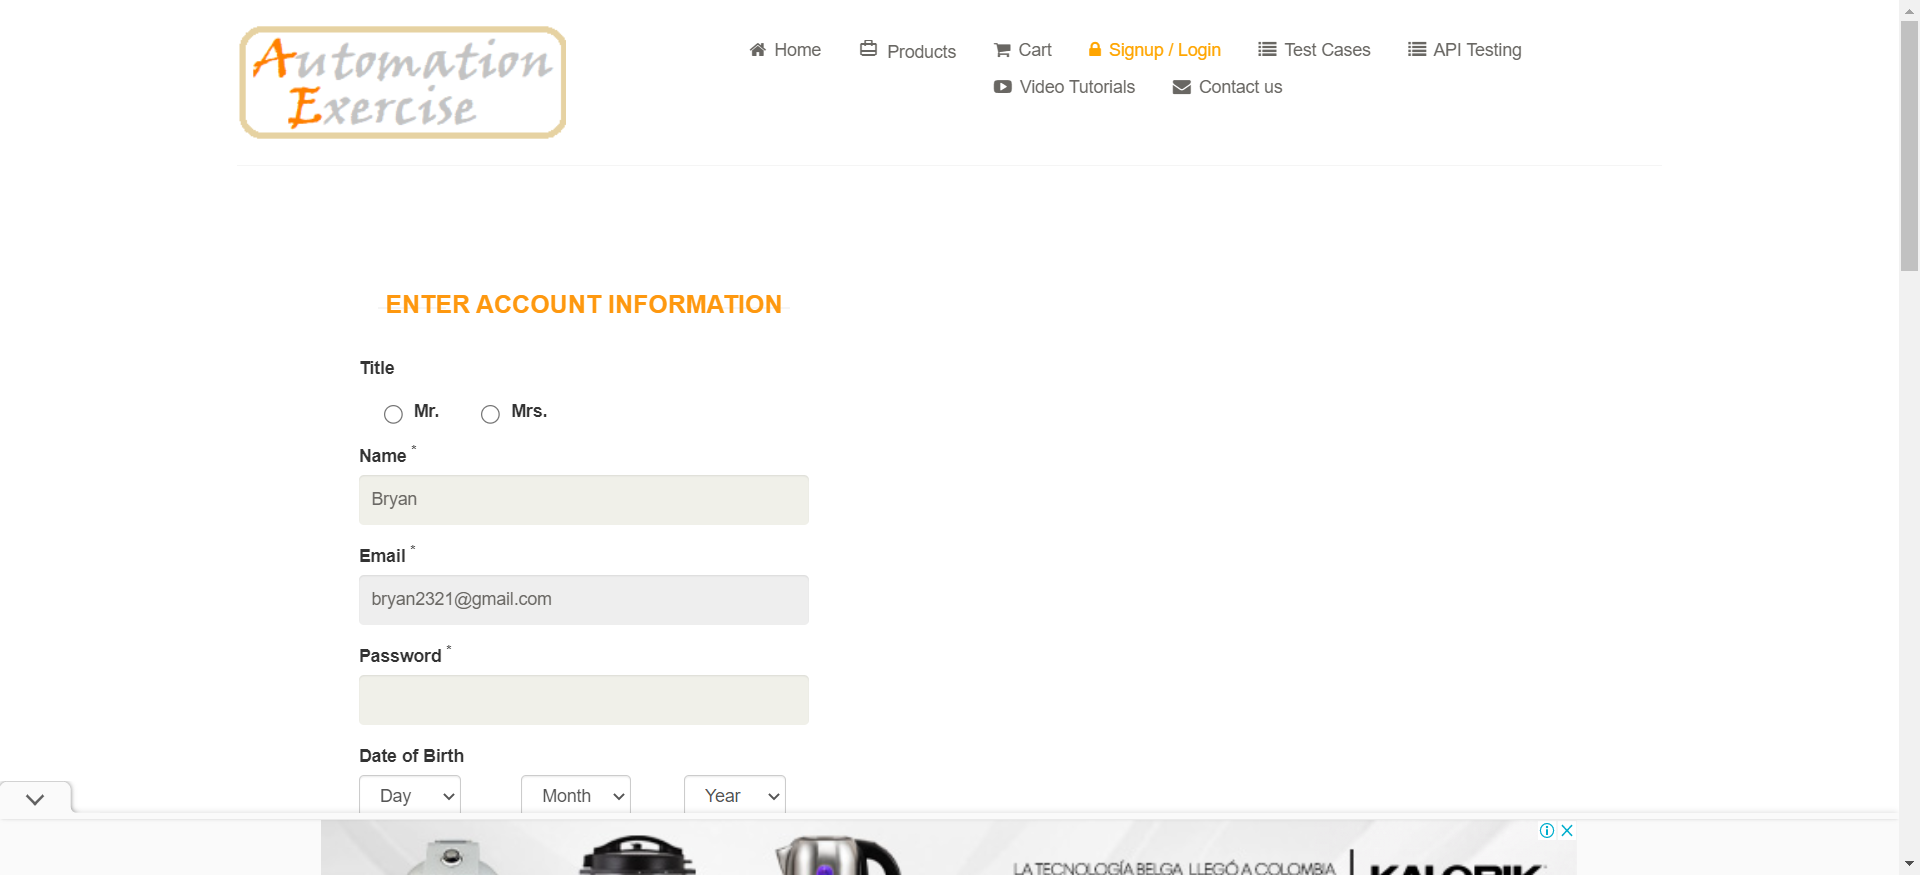 Automation
Exercise
Home
Products
Cart
Signup / Login
Test Cases
API Testing
Video Tutorials
Contact us
ENTER ACCOUNT INFORMATION
Title
Mr.
Mrs.
Name *
Bryan
Email *
bryan2321@gmail.com
Password *
Date of Birth
Day
Month
Year
LA TECNOLOGÍA BELGA LLEGÓ A COLOMBIA
KALORIK